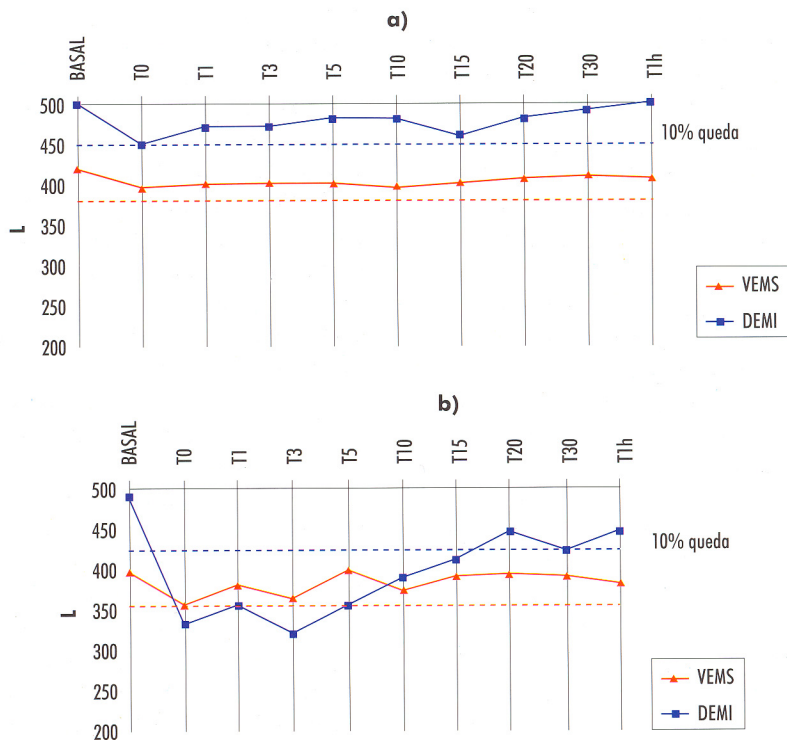 a)
BASAL T0 T1 T3 T5 T10 T15 T20 T30 T1h
500
450
400
350
300
250
200
L
10% queda
VEMS
DEMI
b)
BASAL T0 T1 T3 T5 T10 T15 T20 T30 T1h
500
450
400
350
300
250
200
L
10% queda
VEMS
DEMI